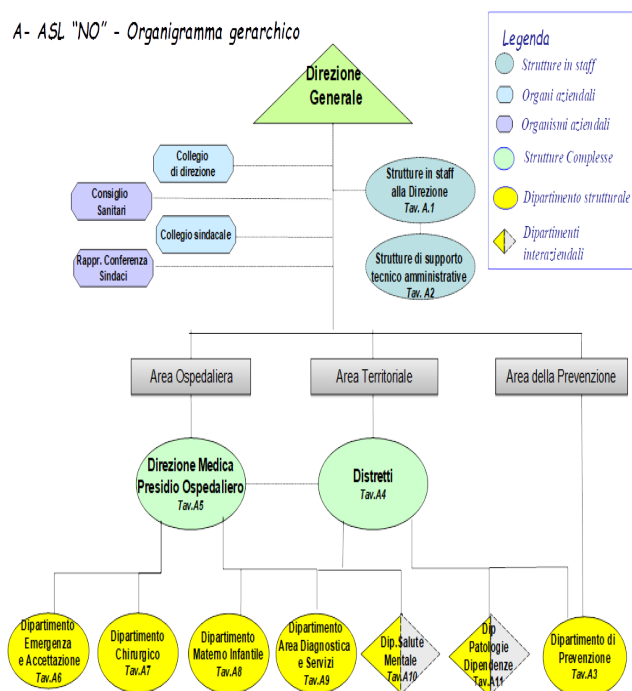 A- ASL "NO" - Organigramma gerarchico
Direzione
Generale
Legenda
Strutture in staff
Organi aziendali
Organismi aziendali
Strutture Complesse
Dipartimento strutturale
Dipartimenti
interaziendali
Collegio
di direzione
Consiglio
Sanitari
Collegio sindacale
Rappr. Conferenza
Sindaci
Strutture in staff
alla Direzione
Tav. A.1
Strutture di supporto
tecnico amministrative
Tav. A2
Area Ospedaliera
Area Territoriale
Area della Prevenzione
Direzione Medica
Presidio Ospedaliero
Tav.A5
Distretti
Tav.A4
Dipartimento
Emergenza
e Accettazione
Tav.A6
Dipartimento
Chirurgico
Tav.A7
Dipartimento
Materno Infantile
Tav.A8
Dipartimento
Area Diagnostica
e Servizi
Tav.A9
Dip.Salute
Mentale
Tav.A10
Dip
Patologie
Dipendenze
Tav.A11
Dipartimento di
Prevenzione
Tav.A3